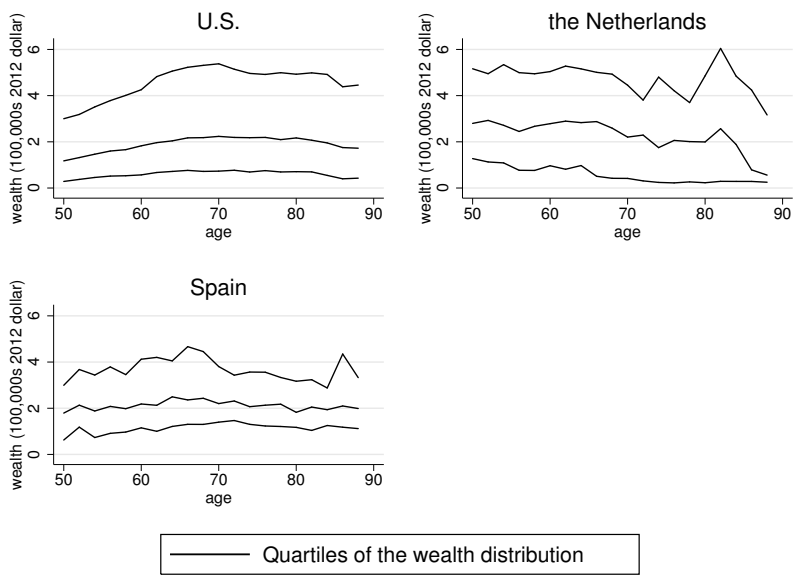 U.S.
wealth (100,000s 2012 dollar)
6
4
2
0
50 60 70 80 90
age
the Netherlands
wealth (100,000s 2012 dollar)
6
4
2
0
50 60 70 80 90
age
Spain
wealth (100,000s 2012 dollar)
6
4
2
0
50 60 70 80 90
age
Quartiles of the wealth distribution